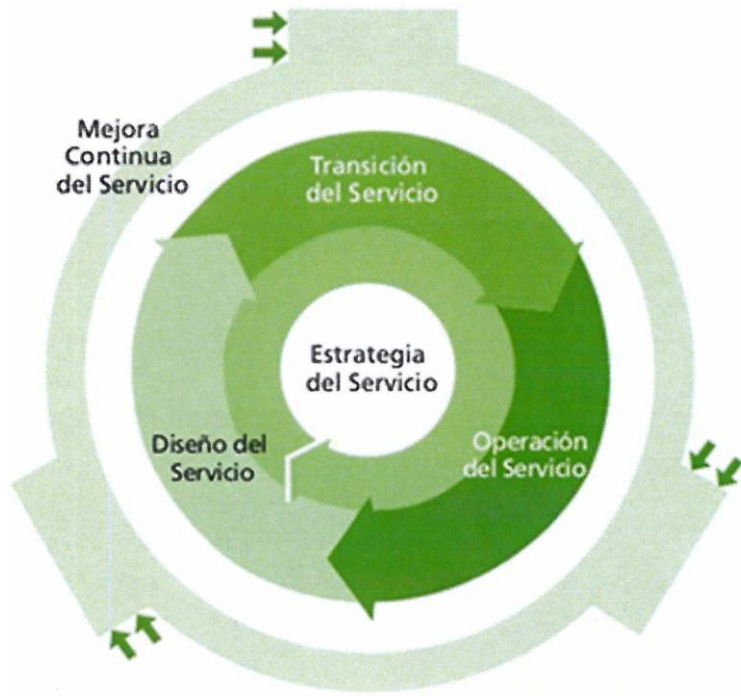 Mejora
Continua
del Servicio
Transición
del Servicio
Estrategia
del Servicio
Diseño del
Servicio
Operación
del Servicio